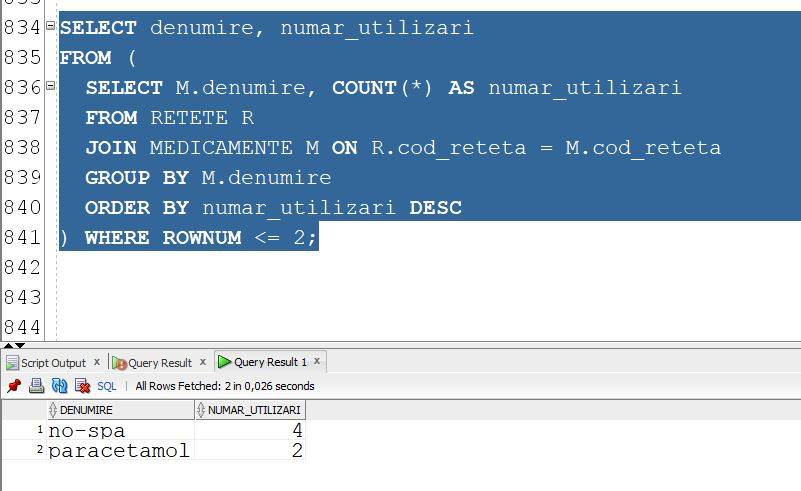 834 SELECT denumire, numar_utilizari
835 FROM (
836 SELECT M.denumire, COUNT(*) AS numar_utilizari
837 FROM RETETE R
838 JOIN MEDICAMENTE M ON R.cod_reteta = M.cod_reteta
839 GROUP BY M.denumire
840 ORDER BY numar_utilizari DESC
841 ) WHERE ROWNUM <= 2;
842
843
844
Script Output x Query Result x Query Result 1 x
SQL | All Rows Fetched: 2 in 0,026 seconds
DENUMIRE NUMAR_UTILIZARI
1 no-spa 4
2 paracetamol 2